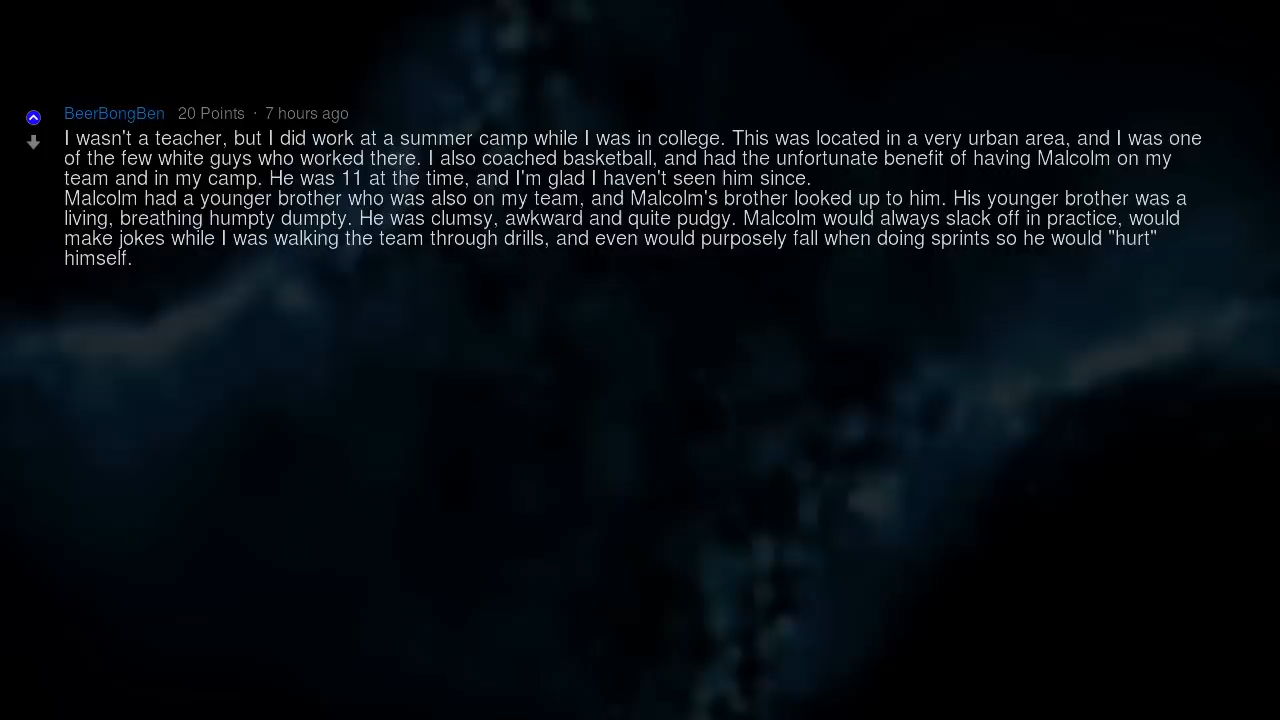 BeerBongBen 20 Points · 7 hours ago
I wasn't a teacher, but I did work at a summer camp while I was in college. This was located in a very urban area, and I was one
of the few white guys who worked there. I also coached basketball, and had the unfortunate benefit of having Malcolm on my
team and in my camp. He was 11 at the time, and I'm glad I haven't seen him since.
Malcolm had a younger brother who was also on my team, and Malcolm's brother looked up to him. His younger brother was a
living, breathing humpty dumpty. He was clumsy, awkward and quite pudgy. Malcolm would always slack off in practice, would
make jokes while I was walking the team through drills, and even would purposely fall when doing sprints so he would "hurt"
himself.